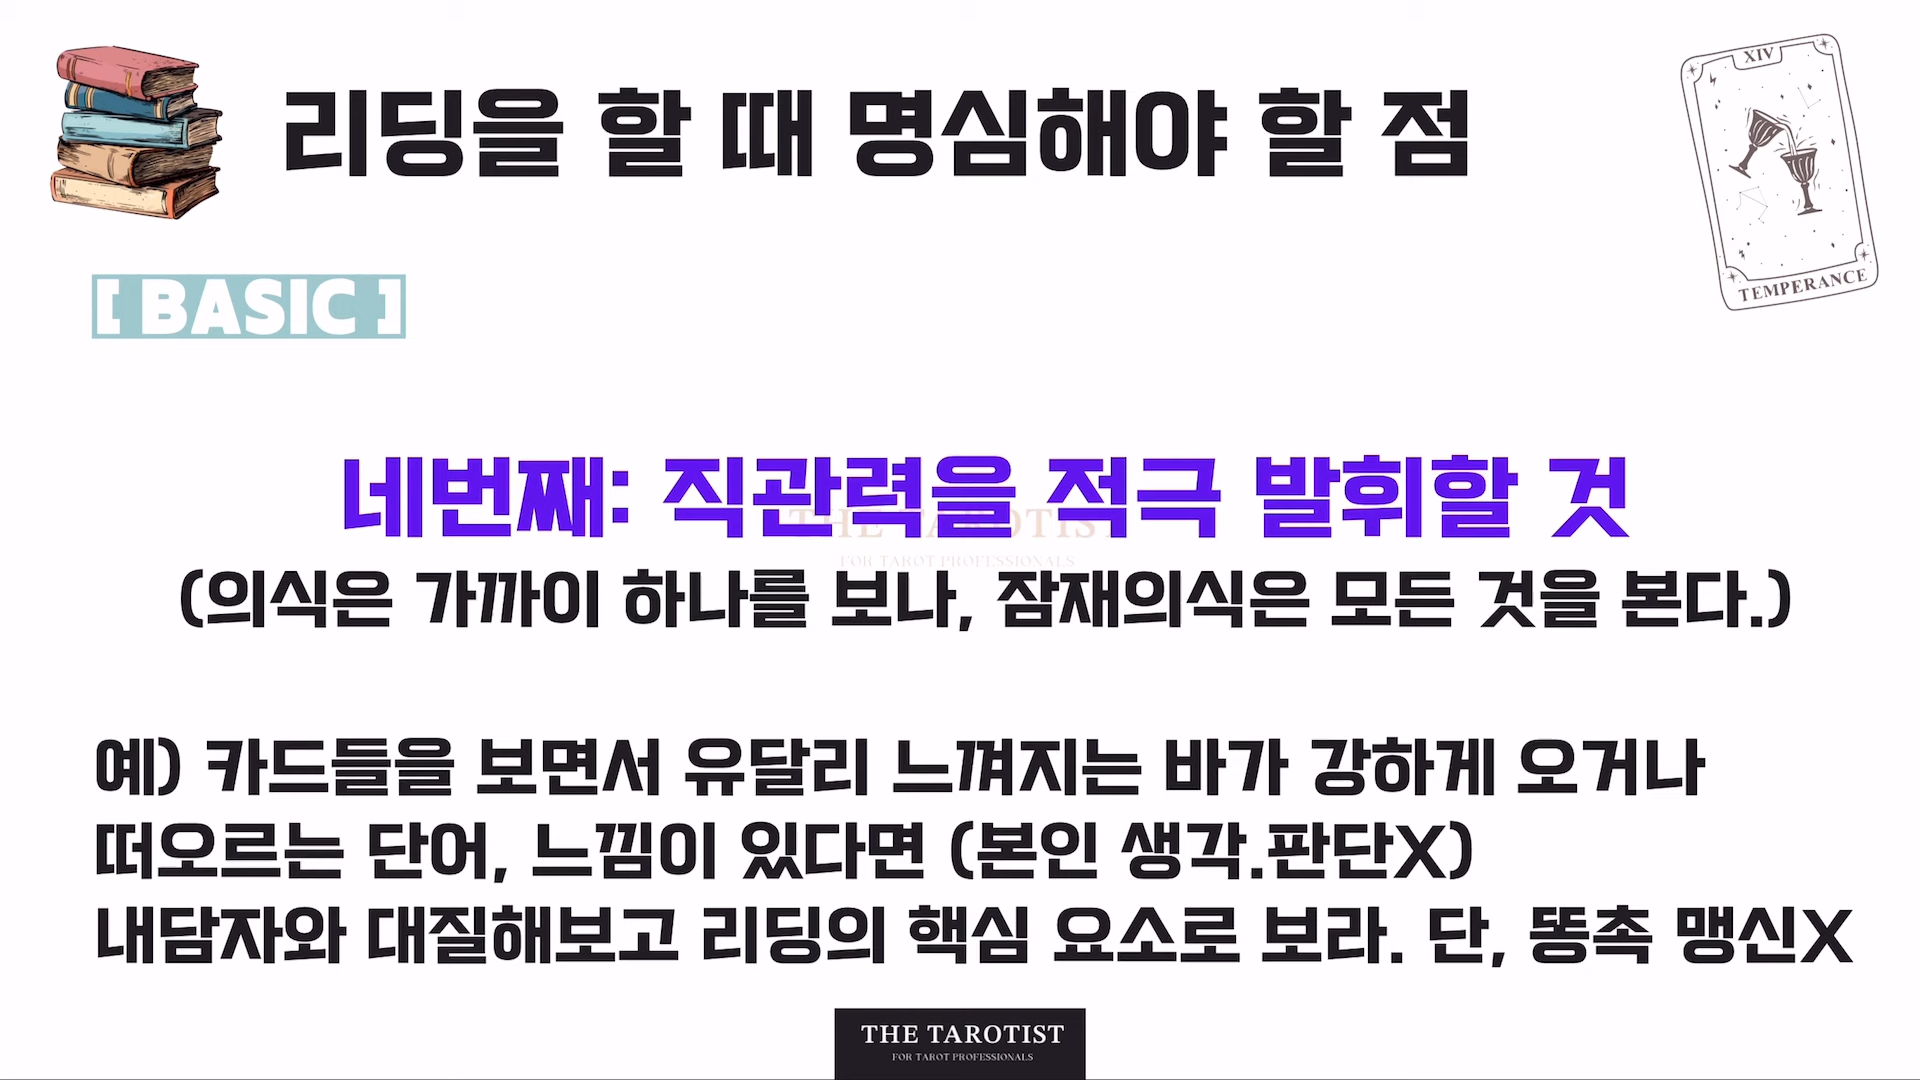 리딩을 할 때 명심해야 할 점
XIV
TEMPERANCE
[ BASIC ]
네번째: 직관력을 적극 발휘할 것
THE TAROTIST
FOR TAROT PROFESSIONALS
(의식은 가까이 하나를 보나, 잠재의식은 모든 것을 본다.)
예) 카드들을 보면서 유달리 느껴지는 바가 강하게 오거나
떠오르는 단어, 느낌이 있다면 (본인 생각.판단X)
내담자와 대질해보고 리딩의 핵심 요소로 보라. 단, 똥촉 맹신X
THE TAROTIST
FOR TAROT PROFESSIONALS